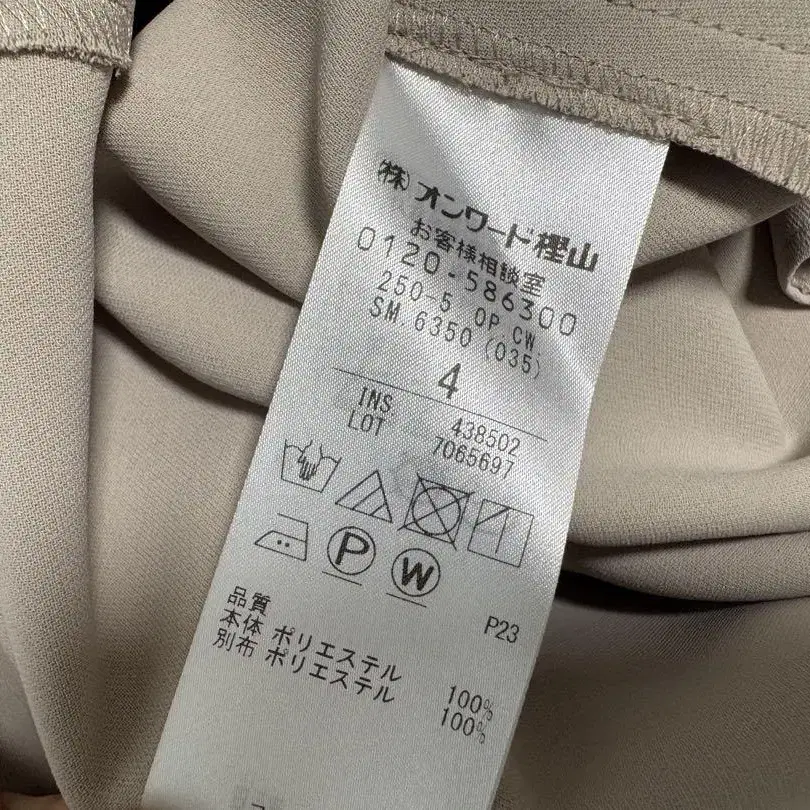 (株)オンワード樫山
お客様相談室
0120-586300
250-5 OP CW
SM.6350(035)
4
INS 438502
LOT 7065697
P
W
P23
品質
本体 ポリエステル 100%
別布 ポリエステル 100%